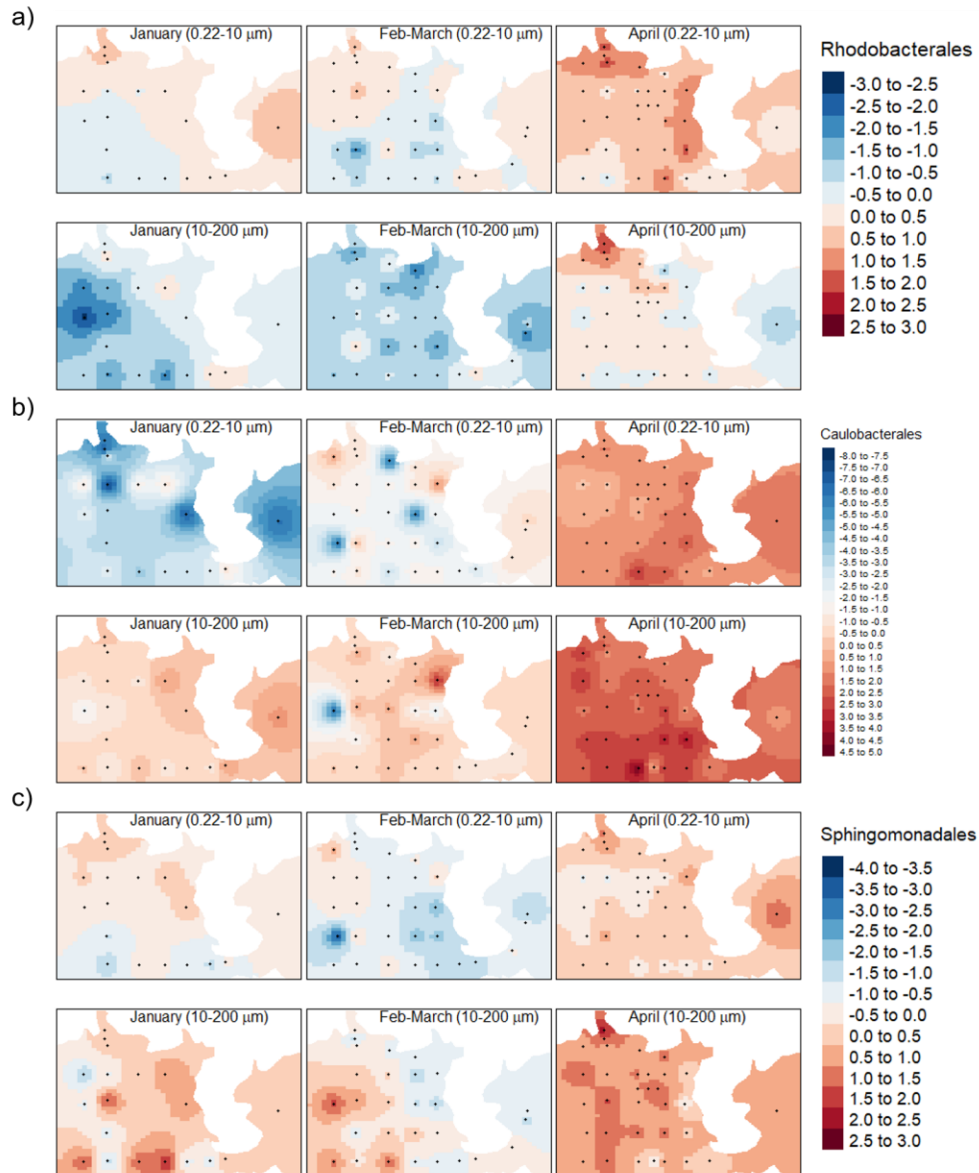 a)
January (0.22-10 μm)
Feb-March (0.22-10 μm)
April (0.22-10 μm)
January (10-200 μm)
Feb-March (10-200 μm)
April (10-200 μm)
Rhodobacterales
-3.0 to -2.5
-2.5 to -2.0
-2.0 to -1.5
-1.5 to -1.0
-1.0 to -0.5
-0.5 to 0.0
0.0 to 0.5
0.5 to 1.0
1.0 to 1.5
1.5 to 2.0
2.0 to 2.5
2.5 to 3.0
b)
January (0.22-10 μm)
Feb-March (0.22-10 μm)
April (0.22-10 μm)
January (10-200 μm)
Feb-March (10-200 μm)
April (10-200 μm)
Caulobacterales
-8.0 to -7.5
-7.5 to -7.0
-7.0 to -6.5
-6.5 to -6.0
-6.0 to -5.5
-5.5 to -5.0
-5.0 to -4.5
-4.5 to -4.0
-4.0 to -3.5
-3.5 to -3.0
-3.0 to -2.5
-2.5 to -2.0
-2.0 to -1.5
-1.5 to -1.0
-1.0 to -0.5
-0.5 to 0.0
0.0 to 0.5
0.5 to 1.0
1.0 to 1.5
1.5 to 2.0
2.0 to 2.5
2.5 to 3.0
3.0 to 3.5
3.5 to 4.0
4.0 to 4.5
4.5 to 5.0
c)
January (0.22-10 μm)
Feb-March (0.22-10 μm)
April (0.22-10 μm)
January (10-200 μm)
Feb-March (10-200 μm)
April (10-200 μm)
Sphingomonadales
-4.0 to -3.5
-3.5 to -3.0
-3.0 to -2.5
-2.5 to -2.0
-2.0 to -1.5
-1.5 to -1.0
-1.0 to -0.5
-0.5 to 0.0
0.0 to 0.5
0.5 to 1.0
1.0 to 1.5
1.5 to 2.0
2.0 to 2.5
2.5 to 3.0